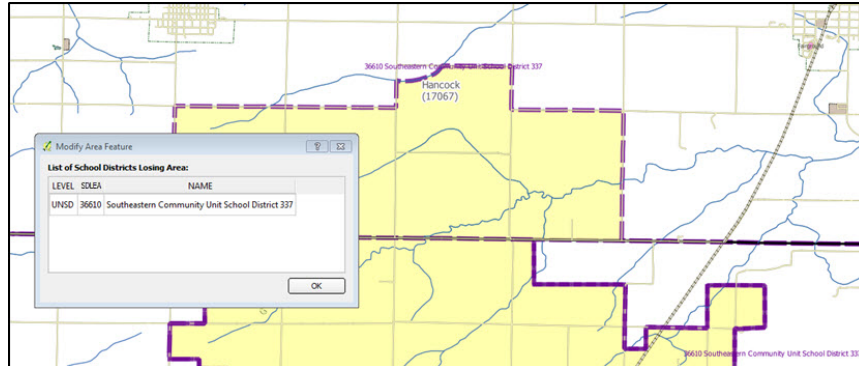 36610 Southeastern Community Unit School District 337
Hancock
(17067)
Modify Area Feature
List of School Districts Losing Area:
LEVEL SDLEA NAME
UNSD 36610 Southeastern Community Unit School District 337
OK
36610 Southeastern Community Unit School District 337